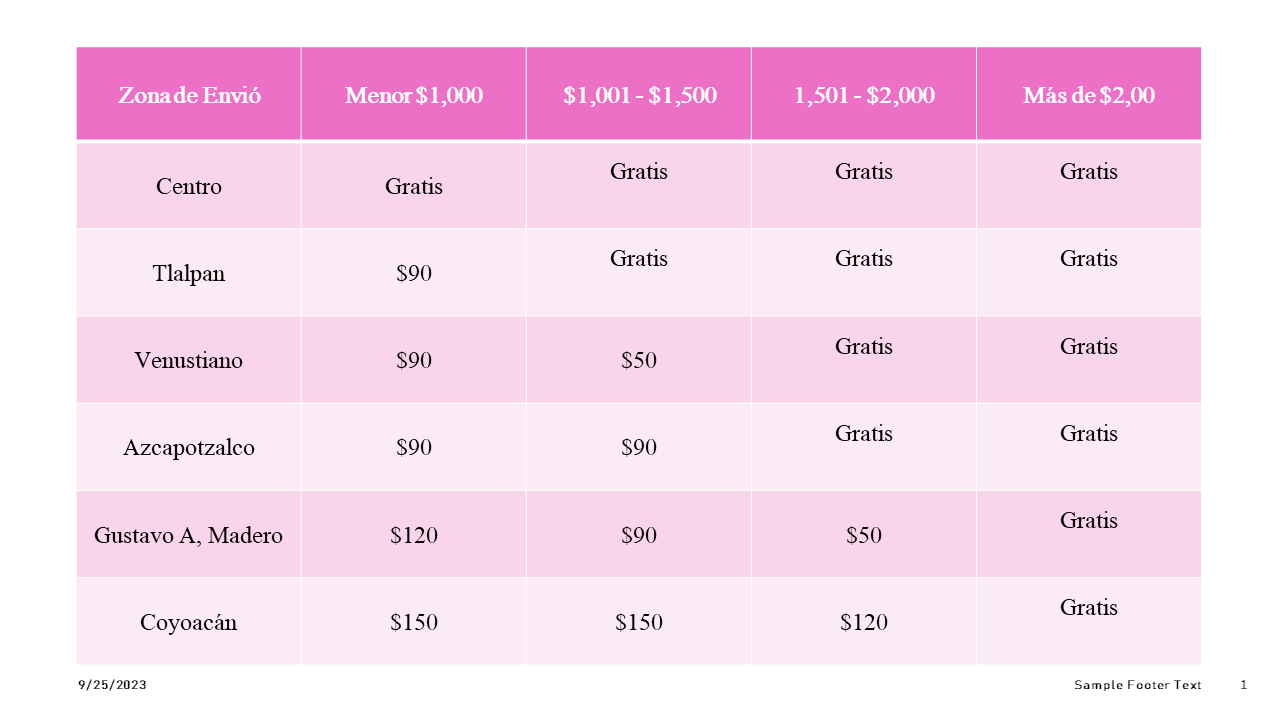 Zona de Envió Menor $1,000 $1,001 - $1,500 1,501 - $2,000 Más de $2,00
Centro Gratis Gratis Gratis Gratis
Tlalpan $90 Gratis Gratis Gratis
Venustiano $90 $50 Gratis Gratis
Azcapotzalco $90 $90 Gratis Gratis
Gustavo A, Madero $120 $90 $50 Gratis
Coyoacán $150 $150 $120 Gratis
9/25/2023 Sample Footer Text 1